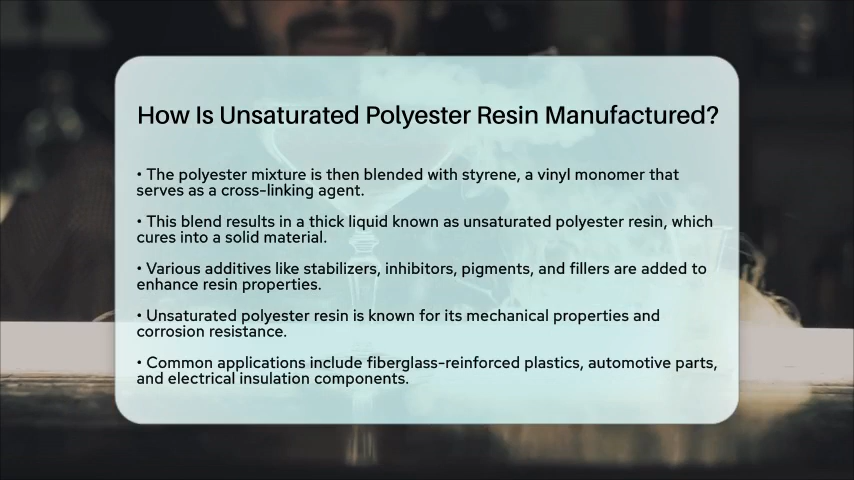 How Is Unsaturated Polyester Resin Manufactured?
• The polyester mixture is then blended with styrene, a vinyl monomer that
serves as a cross-linking agent.
• This blend results in a thick liquid known as unsaturated polyester resin, which
cures into a solid material.
• Various additives like stabilizers, inhibitors, pigments, and fillers are added to
enhance resin properties.
• Unsaturated polyester resin is known for its mechanical properties and
corrosion resistance.
• Common applications include fiberglass-reinforced plastics, automotive parts,
and electrical insulation components.